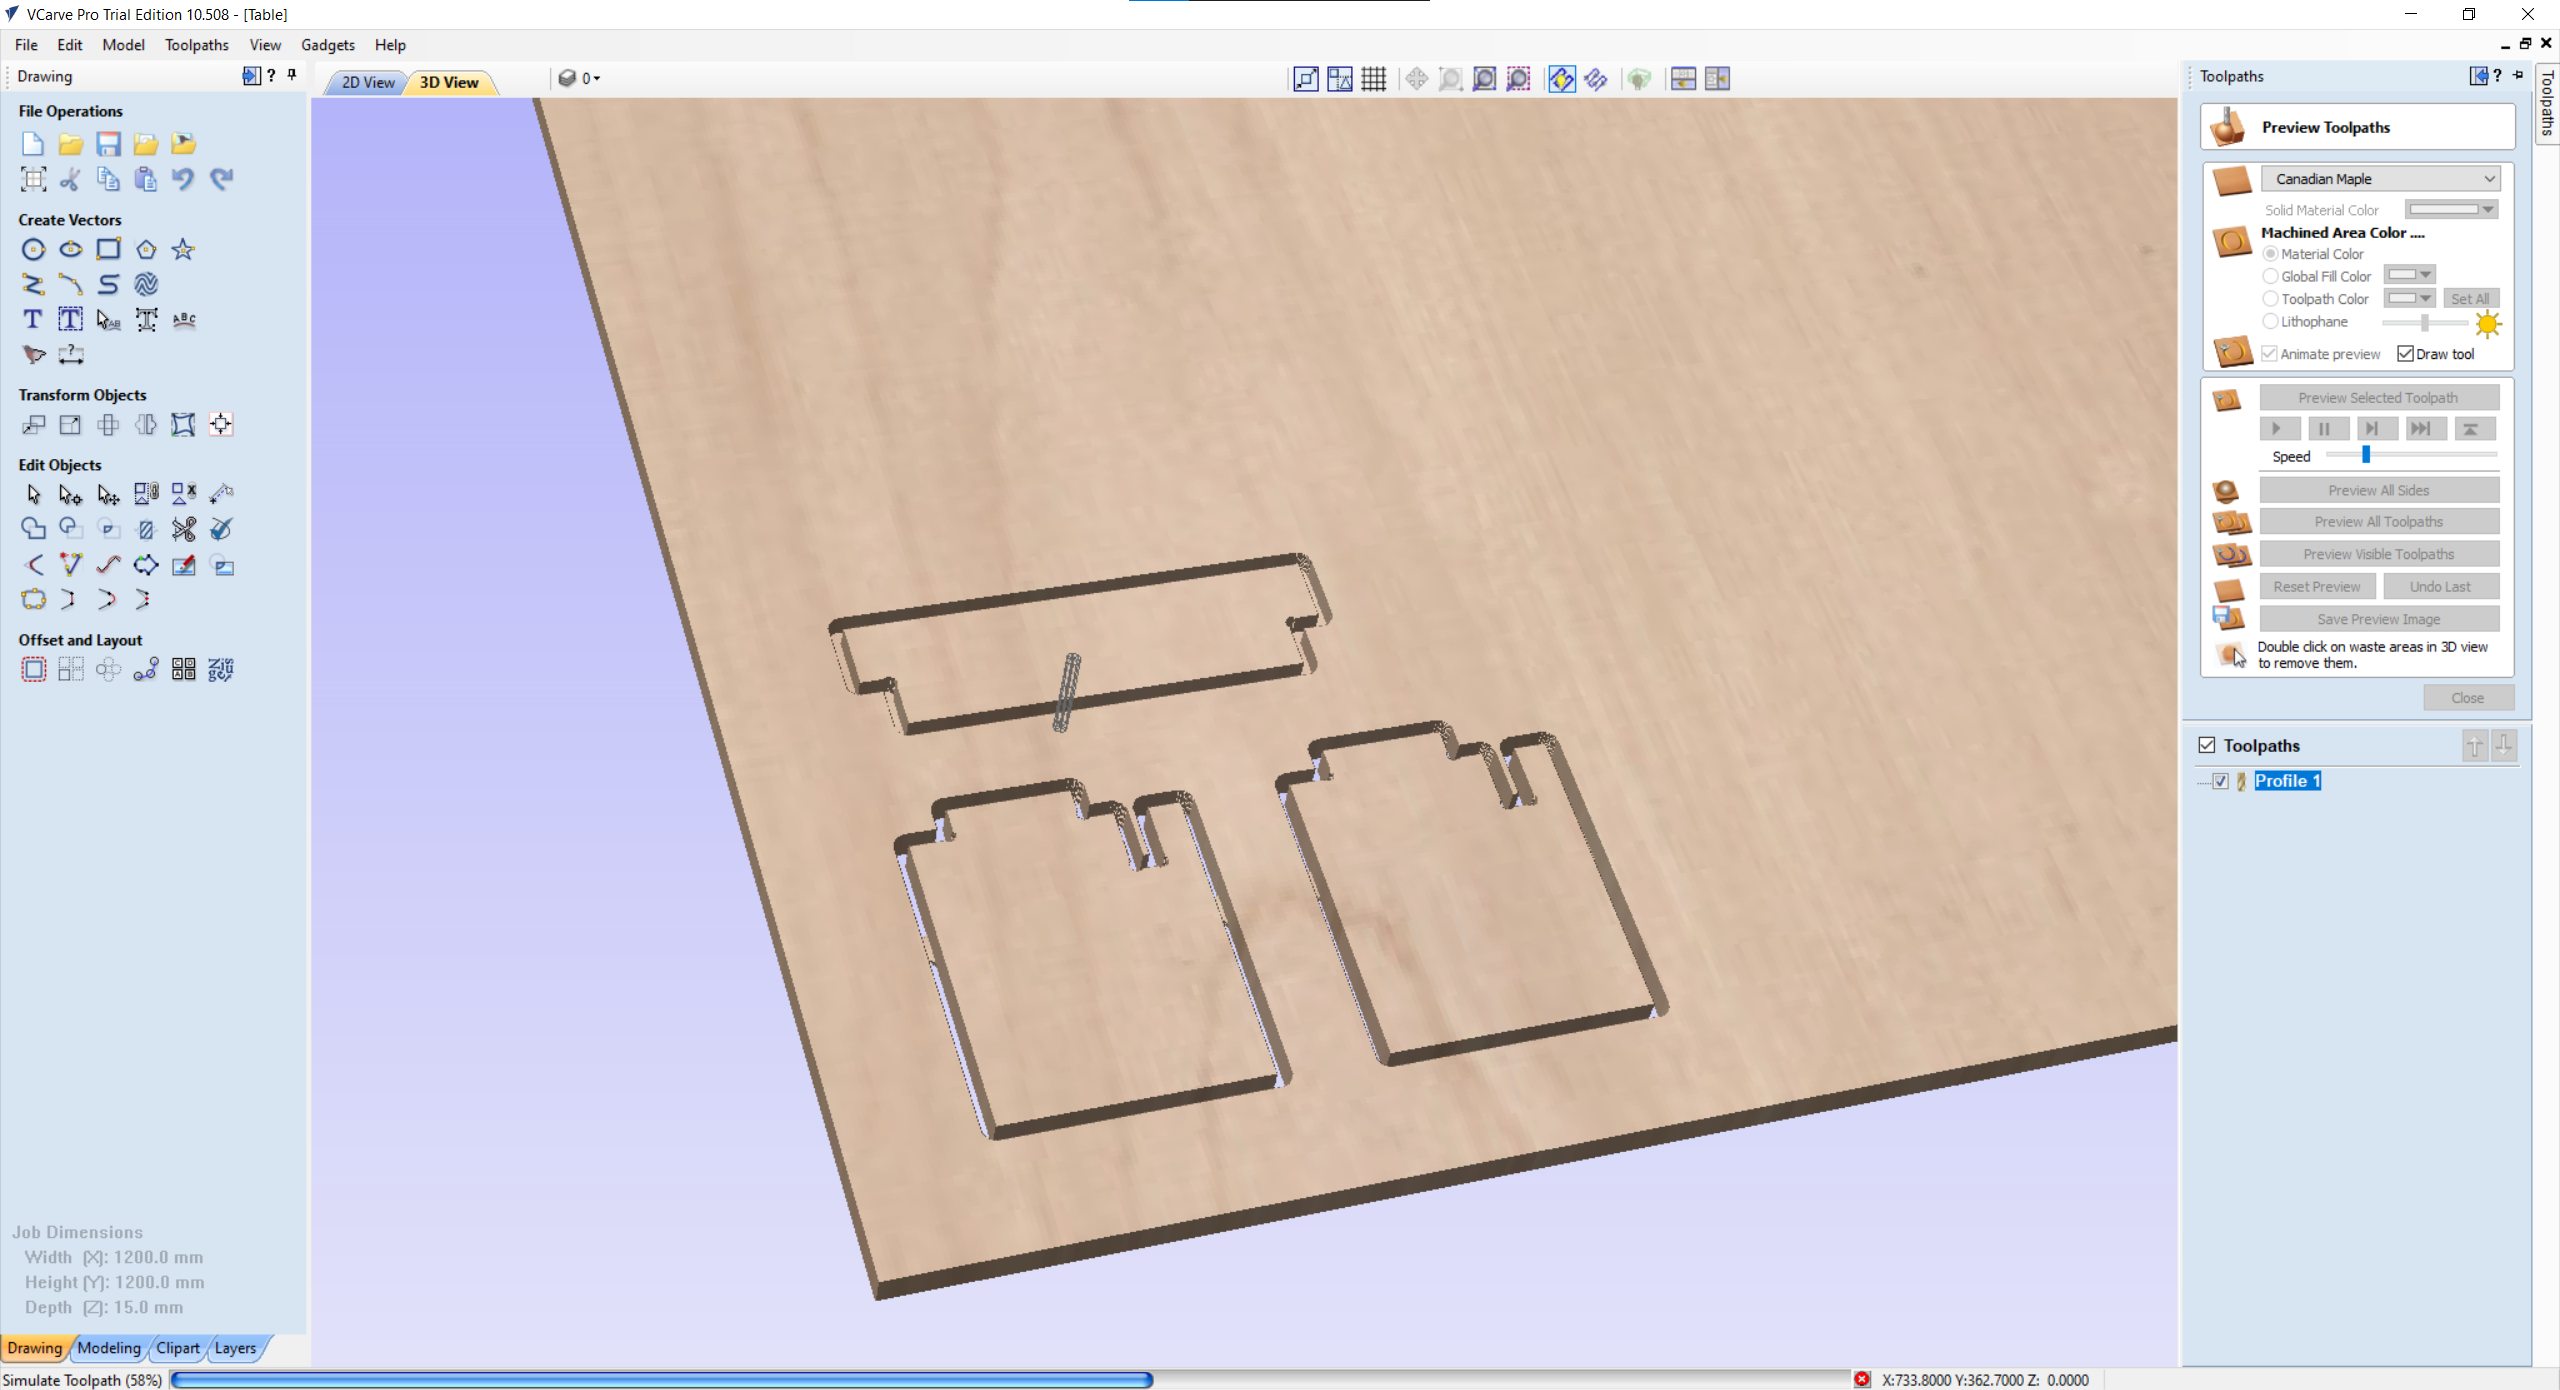 VCarve Pro Trial Edition 10.508 - [Table]
File Edit Model Toolpaths View Gadgets Help
Drawing
File Operations
Create Vectors
Transform Objects
Edit Objects
Offset and Layout
Job Dimensions
Width (X): 1200.0 mm
Height (Y): 1200.0 mm
Depth (Z): 15.0 mm
Drawing Modeling Clipart Layers
2D View 3D View
0
Toolpaths
Toolpaths
Preview Toolpaths
Canadian Maple
Solid Material Color
Machined Area Color ....
Material Color
Global Fill Color
Toolpath Color Set All
Lithophane
Animate preview Draw tool
Preview Selected Toolpath
Speed
Preview All Sides
Preview All Toolpaths
Preview Visible Toolpaths
Reset Preview Undo Last
Save Preview Image
Double click on waste areas in 3D view
to remove them.
Close
Toolpaths
Profile 1
Simulate Toolpath (58%)
X:733.8000 Y:362.7000 Z: 0.0000